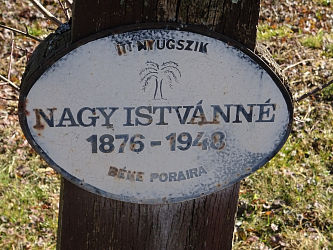 ITT NYUGSZIK
NAGY ISTVÁNNÉ
1876 - 1948
BÉKE PORAIRA